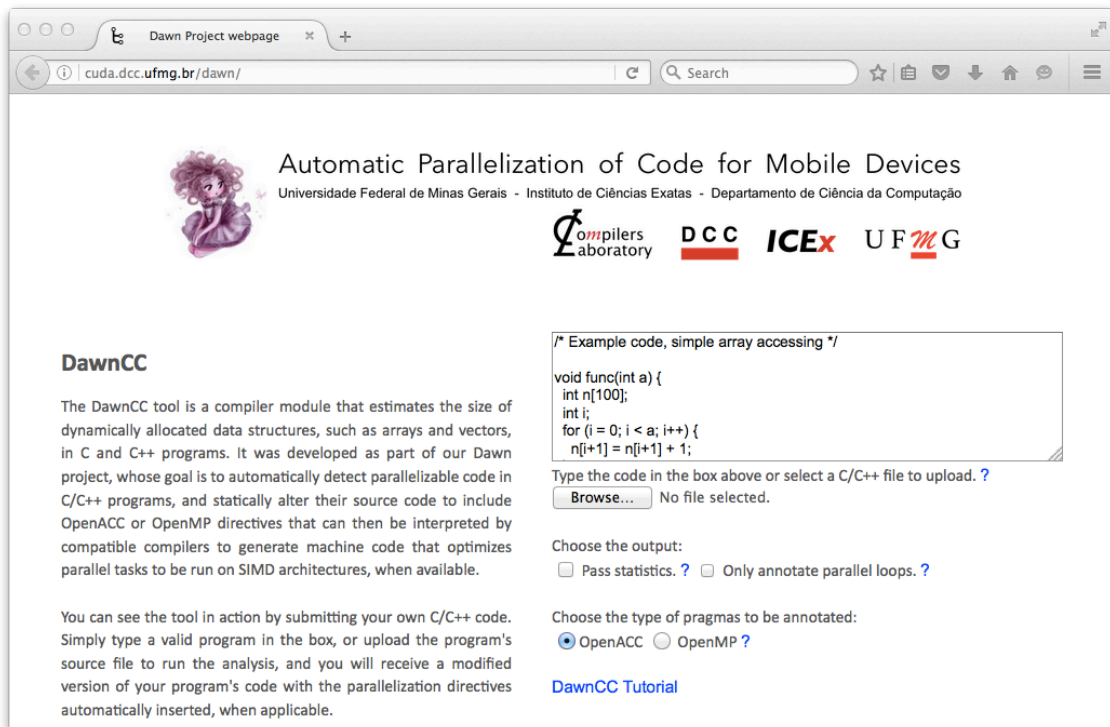 Dawn Project webpage
cuda.dcc.ufmg.br/dawn/
Search
Automatic Parallelization of Code for Mobile Devices
Universidade Federal de Minas Gerais - Instituto de Ciências Exatas - Departamento de Ciência da Computação
Compilers
Laboratory
DCC
ICEx
UFMG
DawnCC
The DawnCC tool is a compiler module that estimates the size of
dynamically allocated data structures, such as arrays and vectors,
in C and C++ programs. It was developed as part of our Dawn
project, whose goal is to automatically detect parallelizable code in
C/C++ programs, and statically alter their source code to include
OpenACC or OpenMP directives that can then be interpreted by
compatible compilers to generate machine code that optimizes
parallel tasks to be run on SIMD architectures, when available.
You can see the tool in action by submitting your own C/C++ code.
Simply type a valid program in the box, or upload the program's
source file to run the analysis, and you will receive a modified
version of your program's code with the parallelization directives
automatically inserted, when applicable.
/* Example code, simple array accessing */
void func(int a) {
int n[100];
int i;
for (i = 0; i < a; i++) {
n[i+1] = n[i+1] + 1;
Type the code in the box above or select a C/C++ file to upload. ?
Browse... No file selected.
Choose the output:
Pass statistics. ? Only annotate parallel loops. ?
Choose the type of pragmas to be annotated:
OpenACC OpenMP ?
DawnCC Tutorial